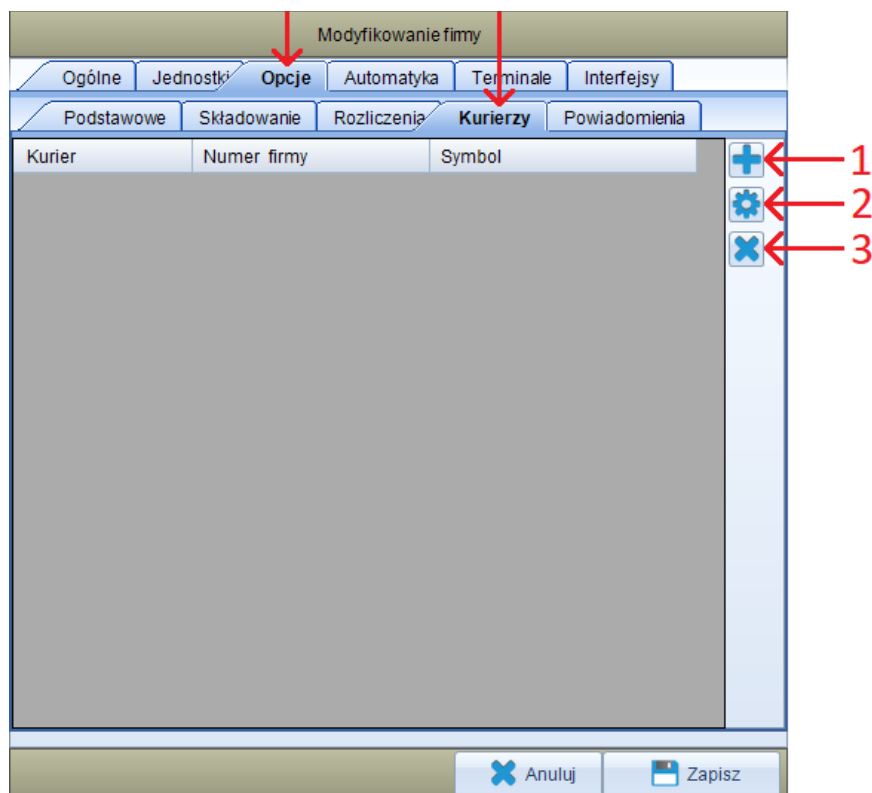 Modyfikowanie firmy
Ogólne Jednostki Opcje Automatyka Terminale Interfejsy
Podstawowe Składowanie Rozliczenia Kurierzy Powiadomienia
Kurier Numer firmy Symbol
1
2
3
Anuluj Zapisz